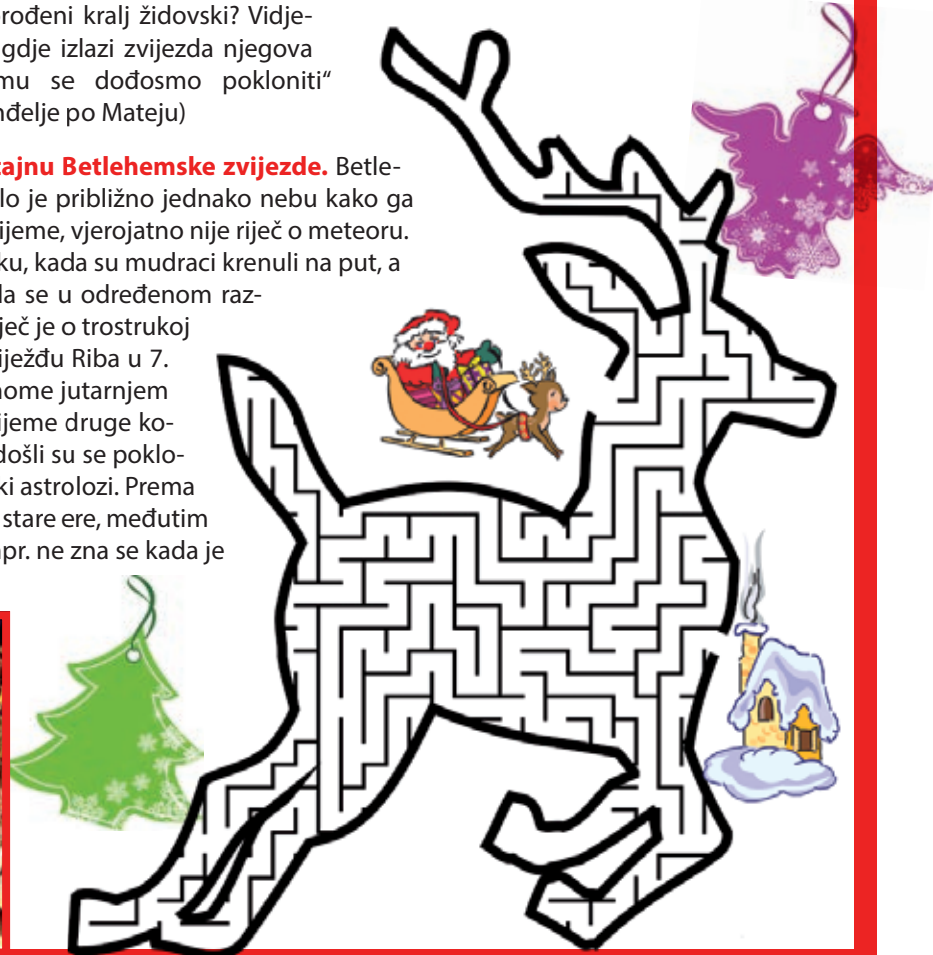 rođeni kralj židovski? Vidje-
gdje izlazi zvijezda njegova
mu se dođosmo pokloniti“
nđelje po Mateju)
tajnu Betlehemske zvijezde. Betle-
lo je približno jednako nebu kako ga
ijeme, vjerojatno nije riječ o meteoru.
ku, kada su mudraci krenuli na put, a
la se u određenom raz-
ječ je o trostrukoj
iježđu Riba u 7.
nome jutarnjem
ijeme druge ko-
došli su se poklo-
ki astrolozi. Prema
stare ere, međutim
npr. ne zna se kada je